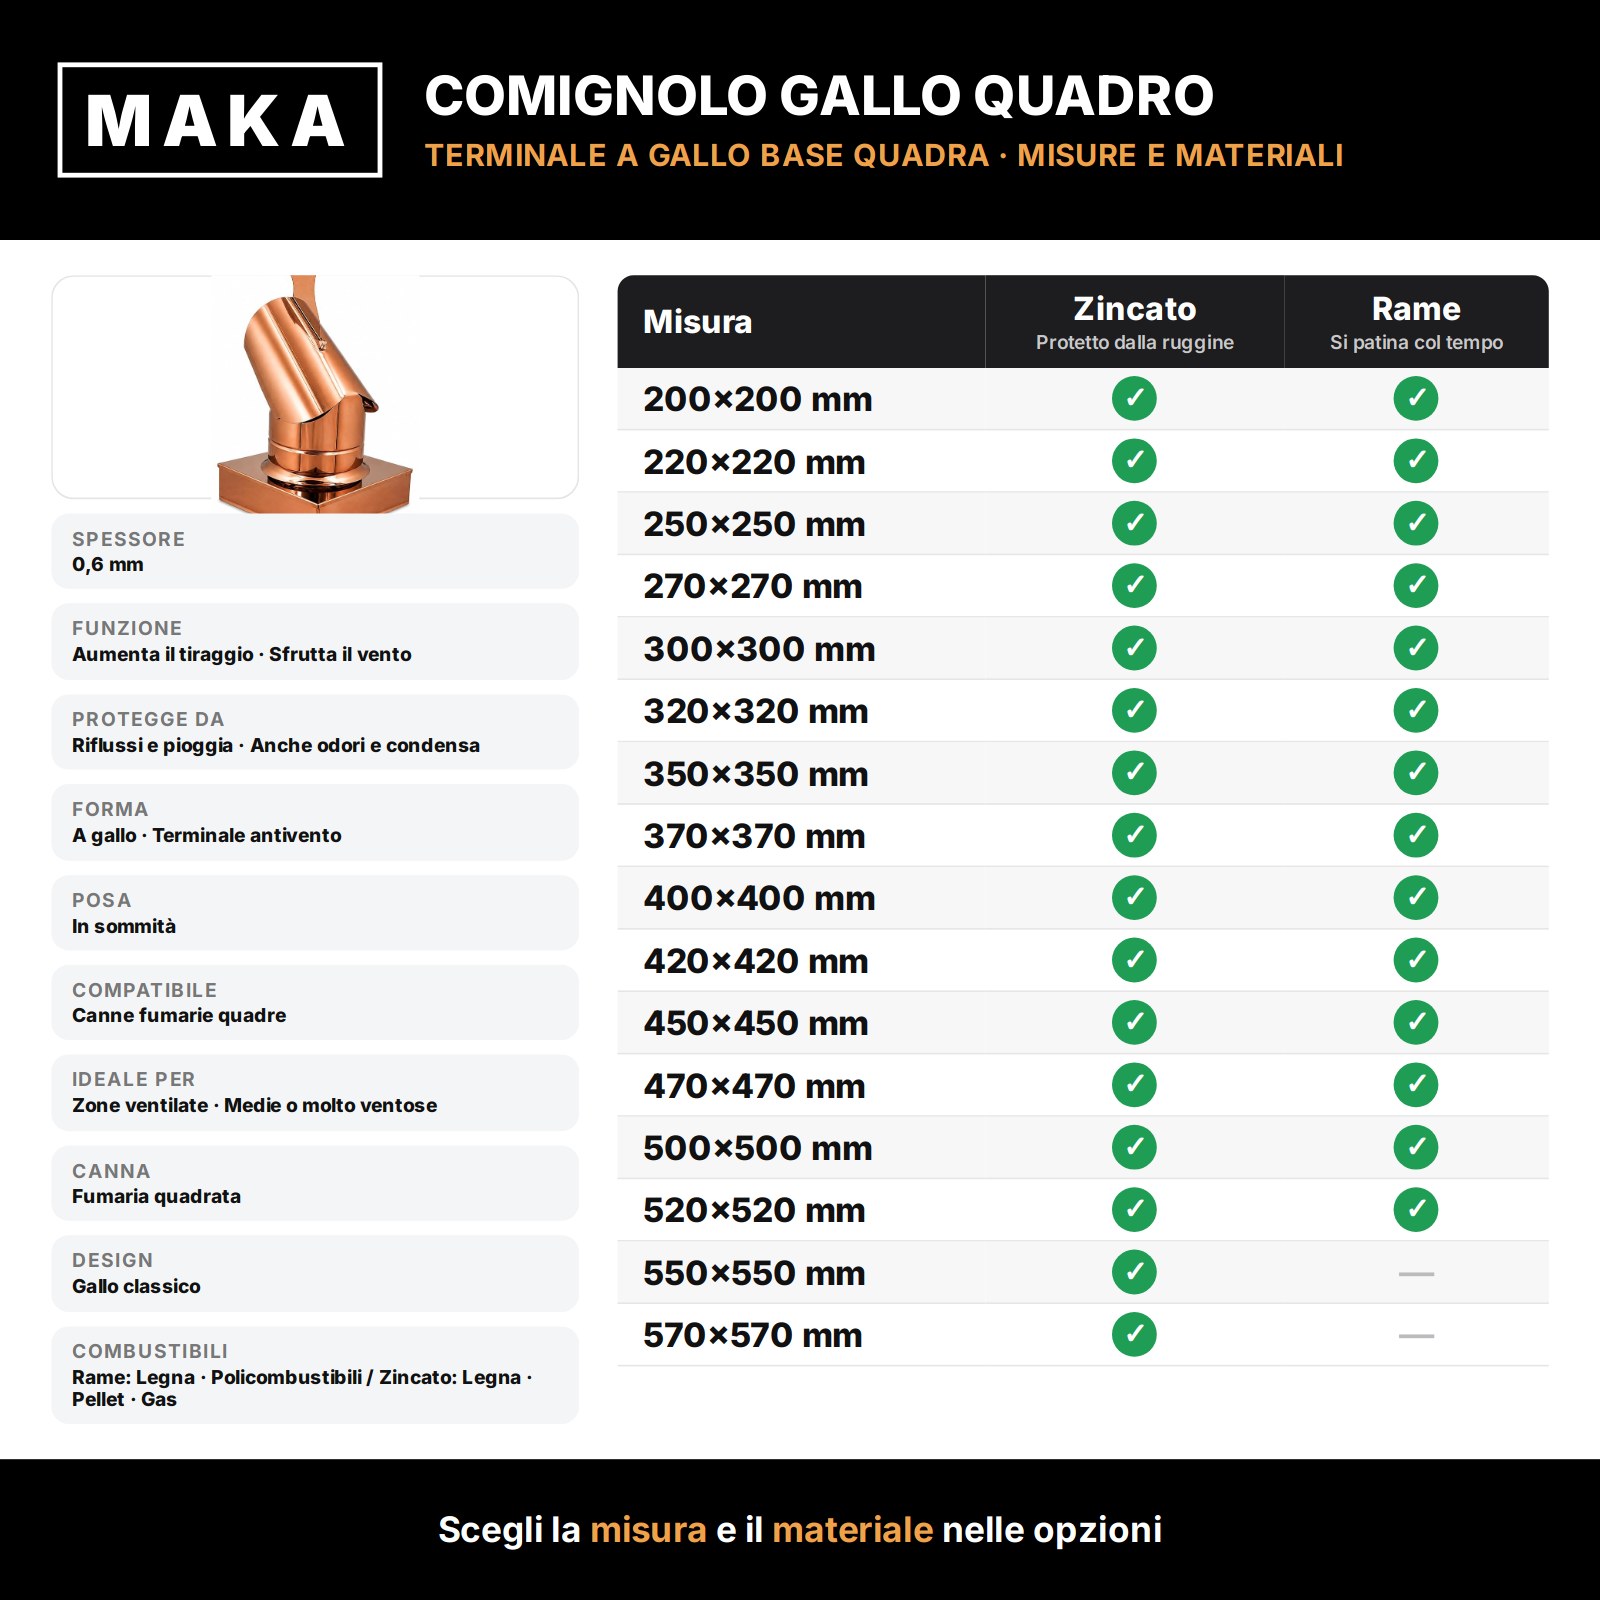 MAKA
COMIGNOLO GALLO QUADRO
TERMINALE A GALLO BASE QUADRA · MISURE E MATERIALI
SPESSORE
0,6 mm
FUNZIONE
Aumenta il tiraggio · Sfrutta il vento
PROTEGGE DA
Riflussi e pioggia · Anche odori e condensa
FORMA
A gallo · Terminale antivento
POSA
In sommità
COMPATIBILE
Canne fumarie quadre
IDEALE PER
Zone ventilate · Medie o molto ventose
CANNA
Fumaria quadrata
DESIGN
Gallo classico
COMBUSTIBILI
Rame: Legna · Policombustibili / Zincato: Legna ·
Pellet · Gas
Misura Zincato Rame
Protetto dalla ruggine Si patina col tempo
200×200 mm ✓ ✓
220×220 mm ✓ ✓
250×250 mm ✓ ✓
270×270 mm ✓ ✓
300×300 mm ✓ ✓
320×320 mm ✓ ✓
350×350 mm ✓ ✓
370×370 mm ✓ ✓
400×400 mm ✓ ✓
420×420 mm ✓ ✓
450×450 mm ✓ ✓
470×470 mm ✓ ✓
500×500 mm ✓ ✓
520×520 mm ✓ ✓
550×550 mm ✓ —
570×570 mm ✓ —
Scegli la misura e il materiale nelle opzioni